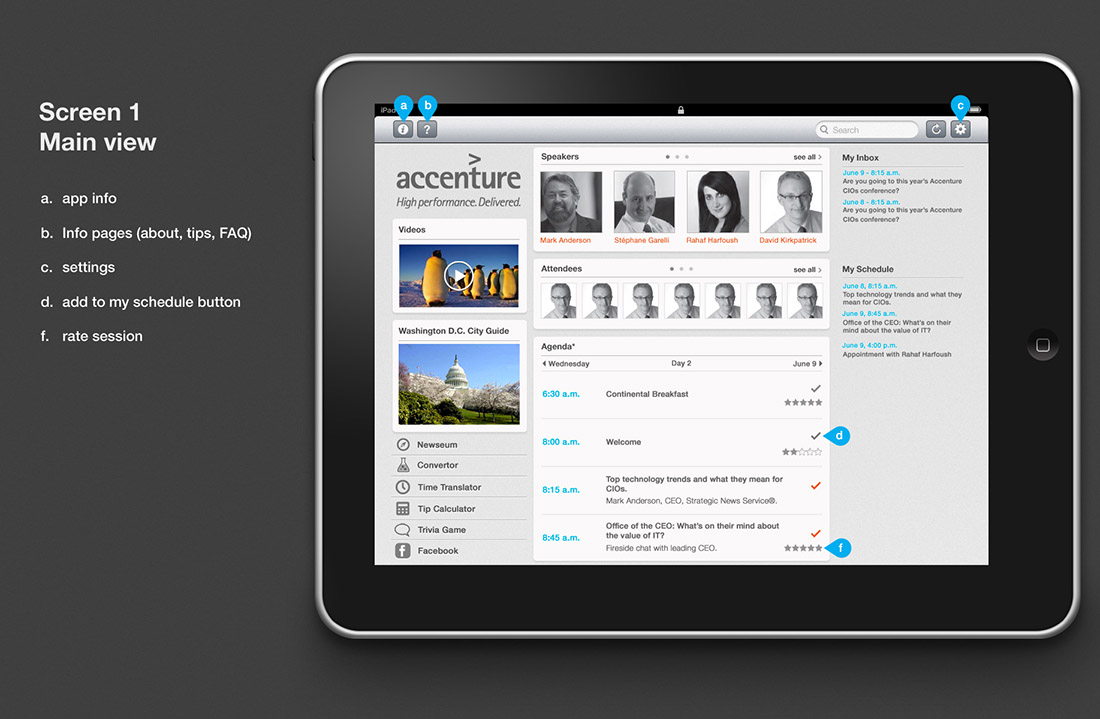 Screen 1
Main view
a. app info
b. Info pages (about, tips, FAQ)
c. settings
d. add to my schedule button
f. rate session
iPad
a
b
c
i
?
Search
>
accenture
High performance. Delivered.
Videos
Washington D.C. City Guide
Newseum
Convertor
Time Translator
Tip Calculator
Trivia Game
f
Facebook
Speakers
see all >
Mark Anderson
Stéphane Garelli
Rahaf Harfoush
David Kirkpatrick
Attendees
see all >
Agenda*
Wednesday
Day 2
June 9
6:30 a.m.
Continental Breakfast
8:00 a.m.
Welcome
d
8:15 a.m.
Top technology trends and what they mean for
CIOs.
Mark Anderson, CEO, Strategic News Service®.
8:45 a.m.
Office of the CEO: What's on their mind about
the value of IT?
Fireside chat with leading CEO.
f
My Inbox
June 9 - 8:15 a.m.
Are you going to this year's Accenture
CIOs conference?
June 8 - 8:15 a.m.
Are you going to this year's Accenture
CIOs conference?
My Schedule
June 8, 8:15 a.m.
Top technology trends and what they
mean for CIOs.
June 9, 8:45 a.m.
Office of the CEO: What's on their
mind about the value of IT?
June 9, 4:00 p.m.
Appointment with Rahaf Harfoush